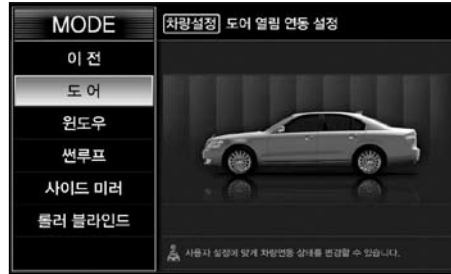 MODE
이 전
도 어
윈도우
썬루프
사이드 미러
롤러 블라인드
차량설정 도어 열림 연동 설정
사용자 설정에 맞게 차량연동 상태를 변경할 수 있습니다.